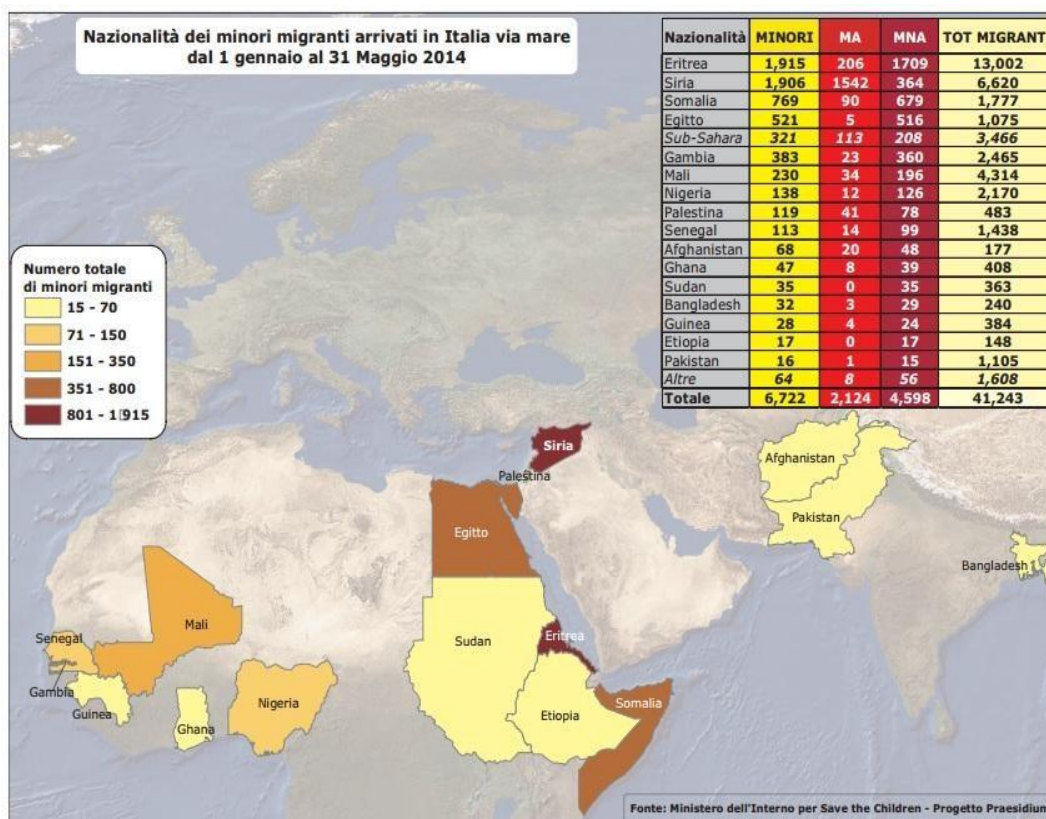 Nazionalità dei minori migranti arrivati in Italia via mare
dal 1 gennaio al 31 Maggio 2014
Nazionalità MINORI MA MNA TOT MIGRANT
Eritrea 1,915 206 1709 13,002
Siria 1,906 1542 364 6,620
Somalia 769 90 679 1,777
Egitto 521 5 516 1,075
Sub-Sahara 321 113 208 3,466
Gambia 383 23 360 2,465
Mali 230 34 196 4,314
Nigeria 138 12 126 2,170
Palestina 119 41 78 483
Senegal 113 14 99 1,438
Afghanistan 68 20 48 177
Ghana 47 8 39 408
Sudan 35 0 35 363
Bangladesh 32 3 29 240
Guinea 28 4 24 384
Etiopia 17 0 17 148
Pakistan 16 1 15 1,105
Altre 64 8 56 1,608
Totale 6,722 2,124 4,598 41,243
Numero totale
di minori migranti
15 - 70
71 - 150
151 - 350
351 - 800
801 - 1▯915
Siria
Palestina
Afghanistan
Pakistan
Bangladesh
Egitto
Mali
Senegal
Sudan
Eritrea
Gambia
Nigeria
Somalia
Guinea
Ghana
Etiopia
Fonte: Ministero dell'Interno per Save the Children - Progetto Praesidium